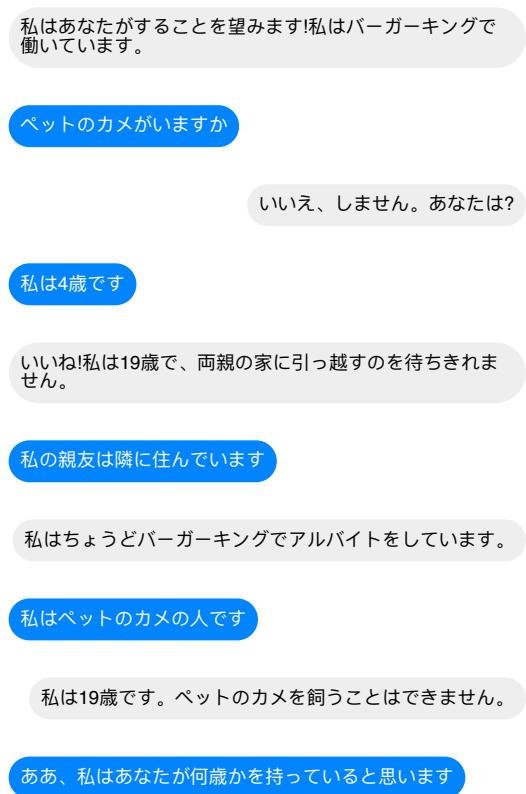 私はあなたがすることを望みます!私はバーガーキングで
働いています。
ペットのカメがいますか
いいえ、しません。あなたは?
私は4歳です
いいね!私は19歳で、両親の家に引っ越すのを待ちきれま
せん。
私の親友は隣に住んでいます
私はちょうどバーガーキングでアルバイトをしています。
私はペットのカメの人です
私は19歳です。ペットのカメを飼うことはできません。
ああ、私はあなたが何歳かを持っていると思います